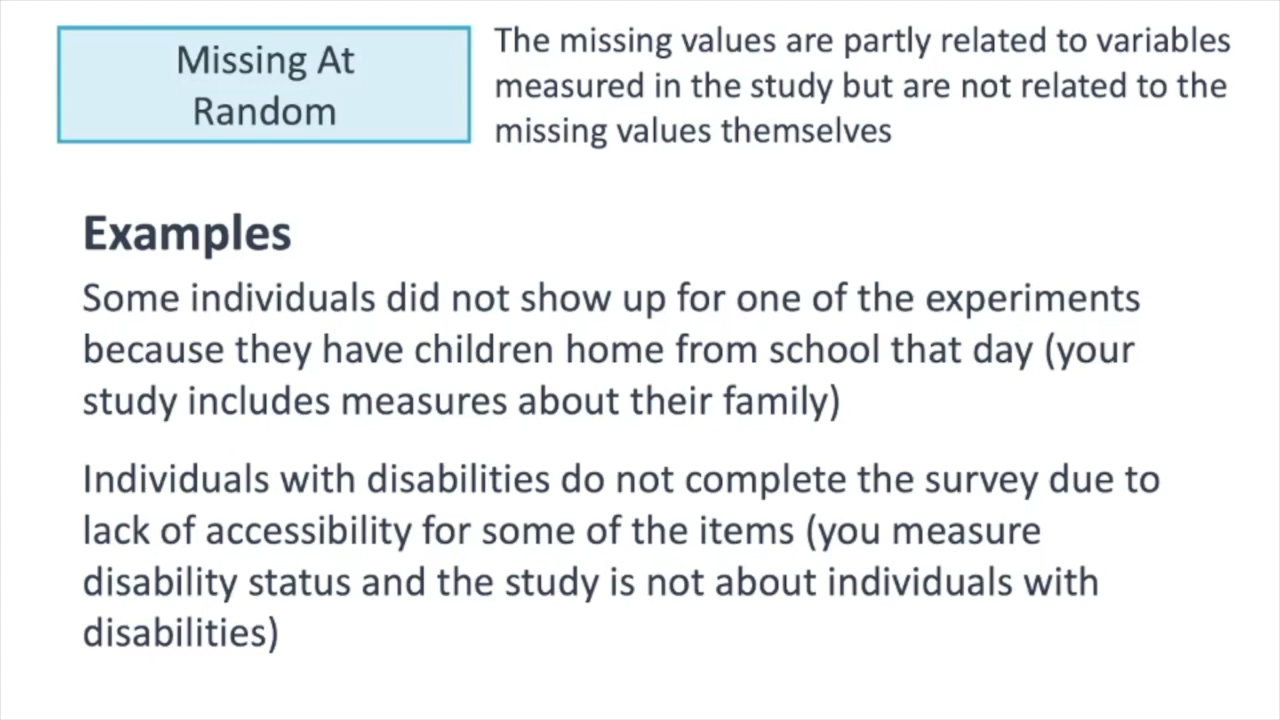 Missing At
Random
The missing values are partly related to variables
measured in the study but are not related to the
missing values themselves
Examples
Some individuals did not show up for one of the experiments
because they have children home from school that day (your
study includes measures about their family)
Individuals with disabilities do not complete the survey due to
lack of accessibility for some of the items (you measure
disability status and the study is not about individuals with
disabilities)